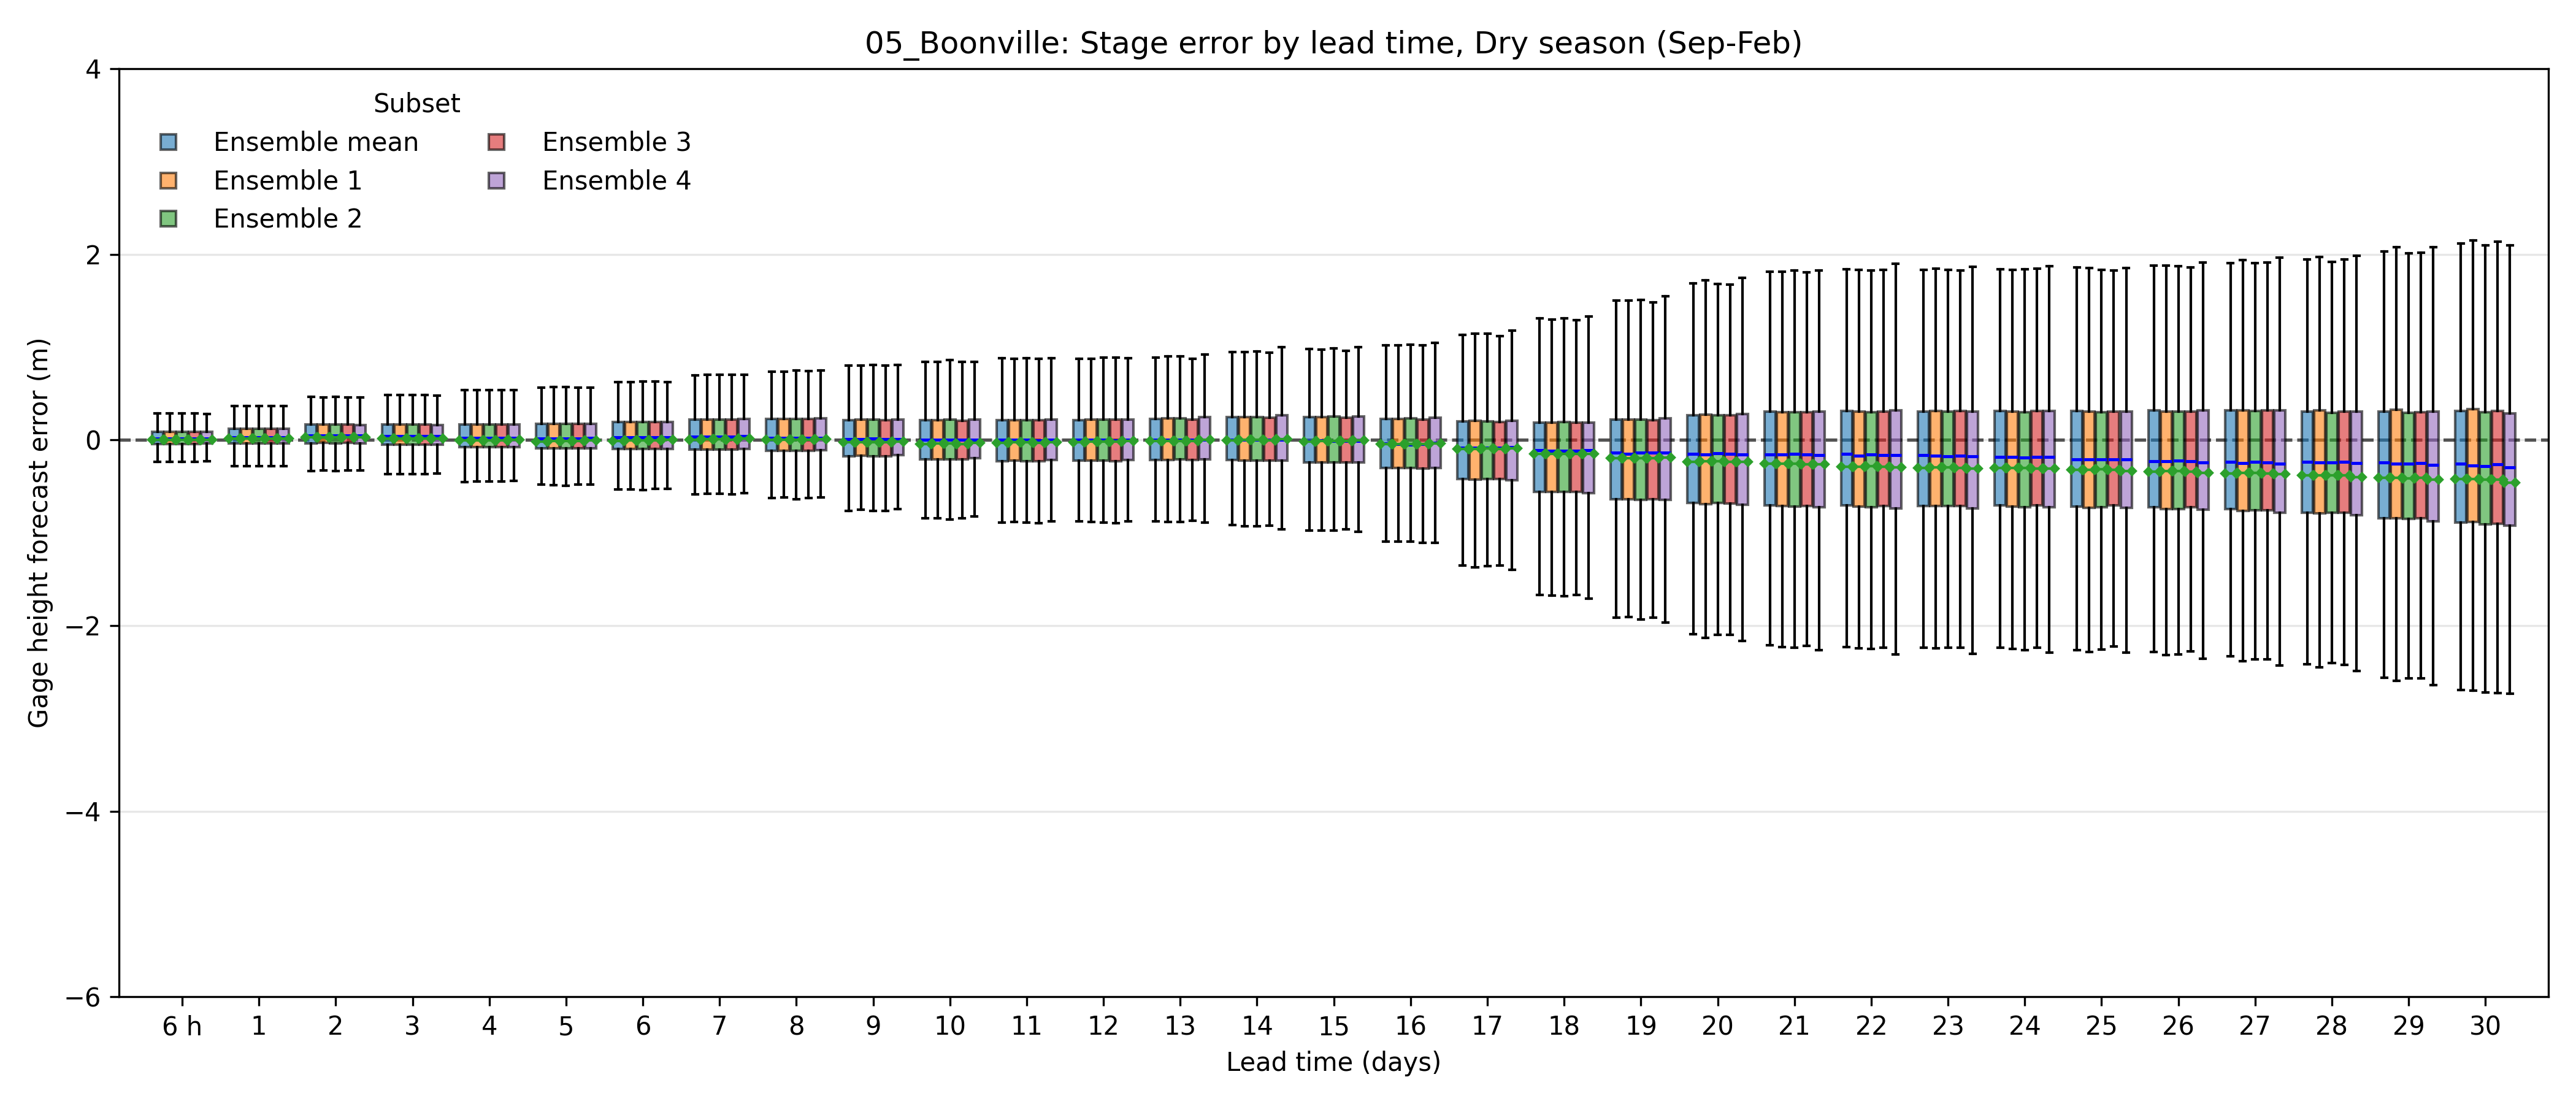 05_Boonville: Stage error by lead time, Dry season (Sep-Feb)
Gage height forecast error (m)
4
2
0
−2
−4
−6
Subset
Ensemble mean
Ensemble 1
Ensemble 2
Ensemble 3
Ensemble 4
6 h 1 2 3 4 5 6 7 8 9 10 11 12 13 14 15 16 17 18 19 20 21 22 23 24 25 26 27 28 29 30
Lead time (days)